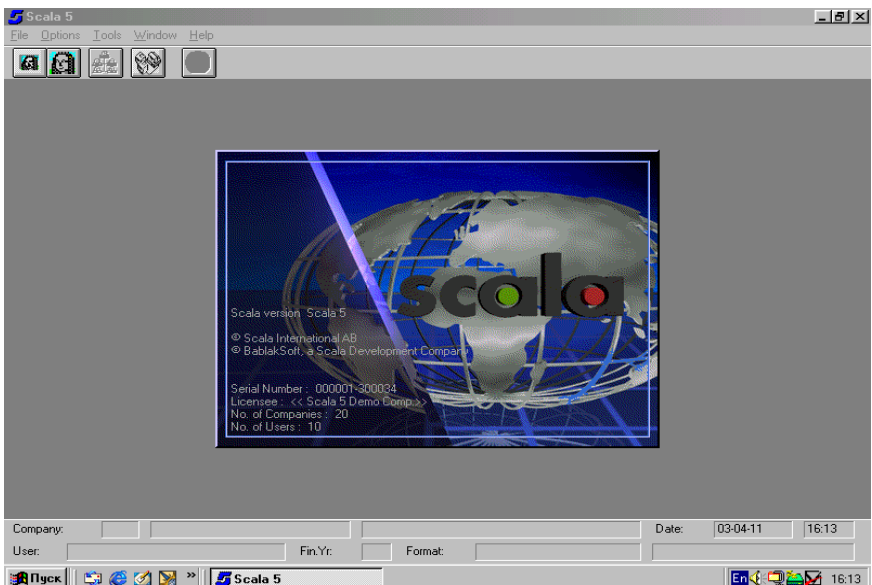 Scala 5
File Options Tools Window Help
scala
Scala version Scala 5
© Scala International AB
© BablakSoft, a Scala Development Company
Serial Number : 000001-300034
Licensee : << Scala 5 Demo Comp.>>
No. of Companies : 20
No. of Users : 10
Company: Date: 03-04-11 16:13
User: Fin.Yr: Format:
Пуск » Scala 5 En 16:13